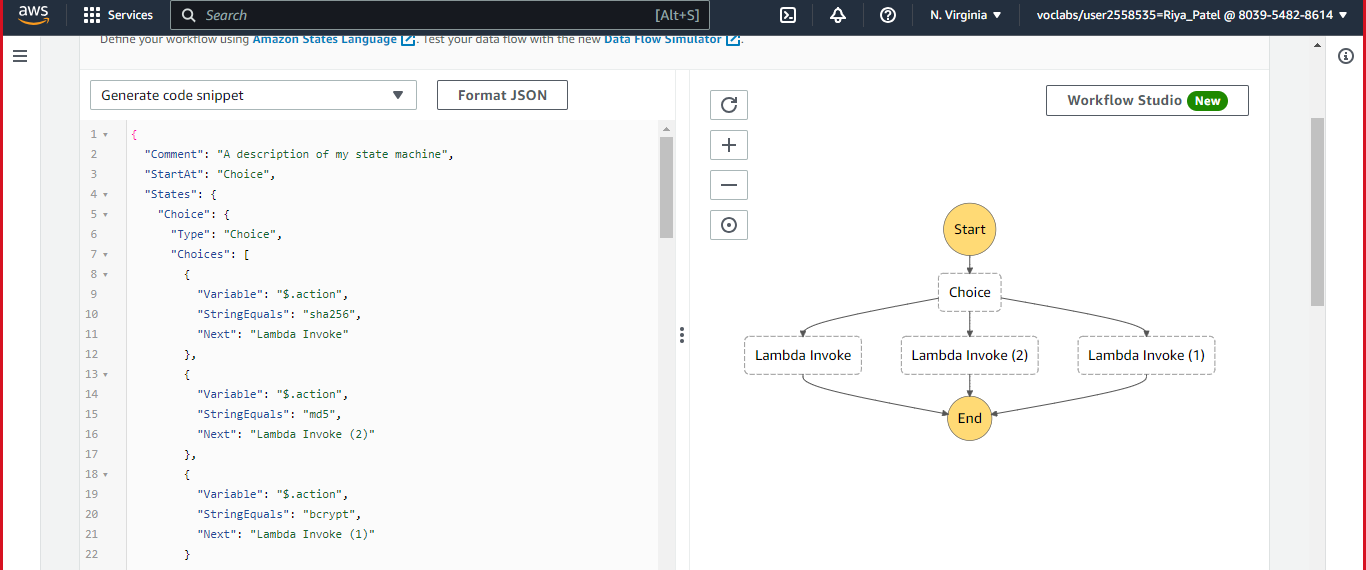 aws Services Search [Alt+S] N. Virginia voclabs/user2558535=Riya_Patel @ 8039-5482-8614
Define your workflow using Amazon States Language. Test your data flow with the new Data Flow Simulator.
Generate code snippet Format JSON
Workflow Studio New
1 {
2 "Comment": "A description of my state machine",
3 "StartAt": "Choice",
4 "States": {
5 "Choice": {
6 "Type": "Choice",
7 "Choices": [
8 {
9 "Variable": "$.action",
10 "StringEquals": "sha256",
11 "Next": "Lambda Invoke"
12 },
13 {
14 "Variable": "$.action",
15 "StringEquals": "md5",
16 "Next": "Lambda Invoke (2)"
17 },
18 {
19 "Variable": "$.action",
20 "StringEquals": "bcrypt",
21 "Next": "Lambda Invoke (1)"
22 }
Start
Choice
Lambda Invoke Lambda Invoke (2) Lambda Invoke (1)
End